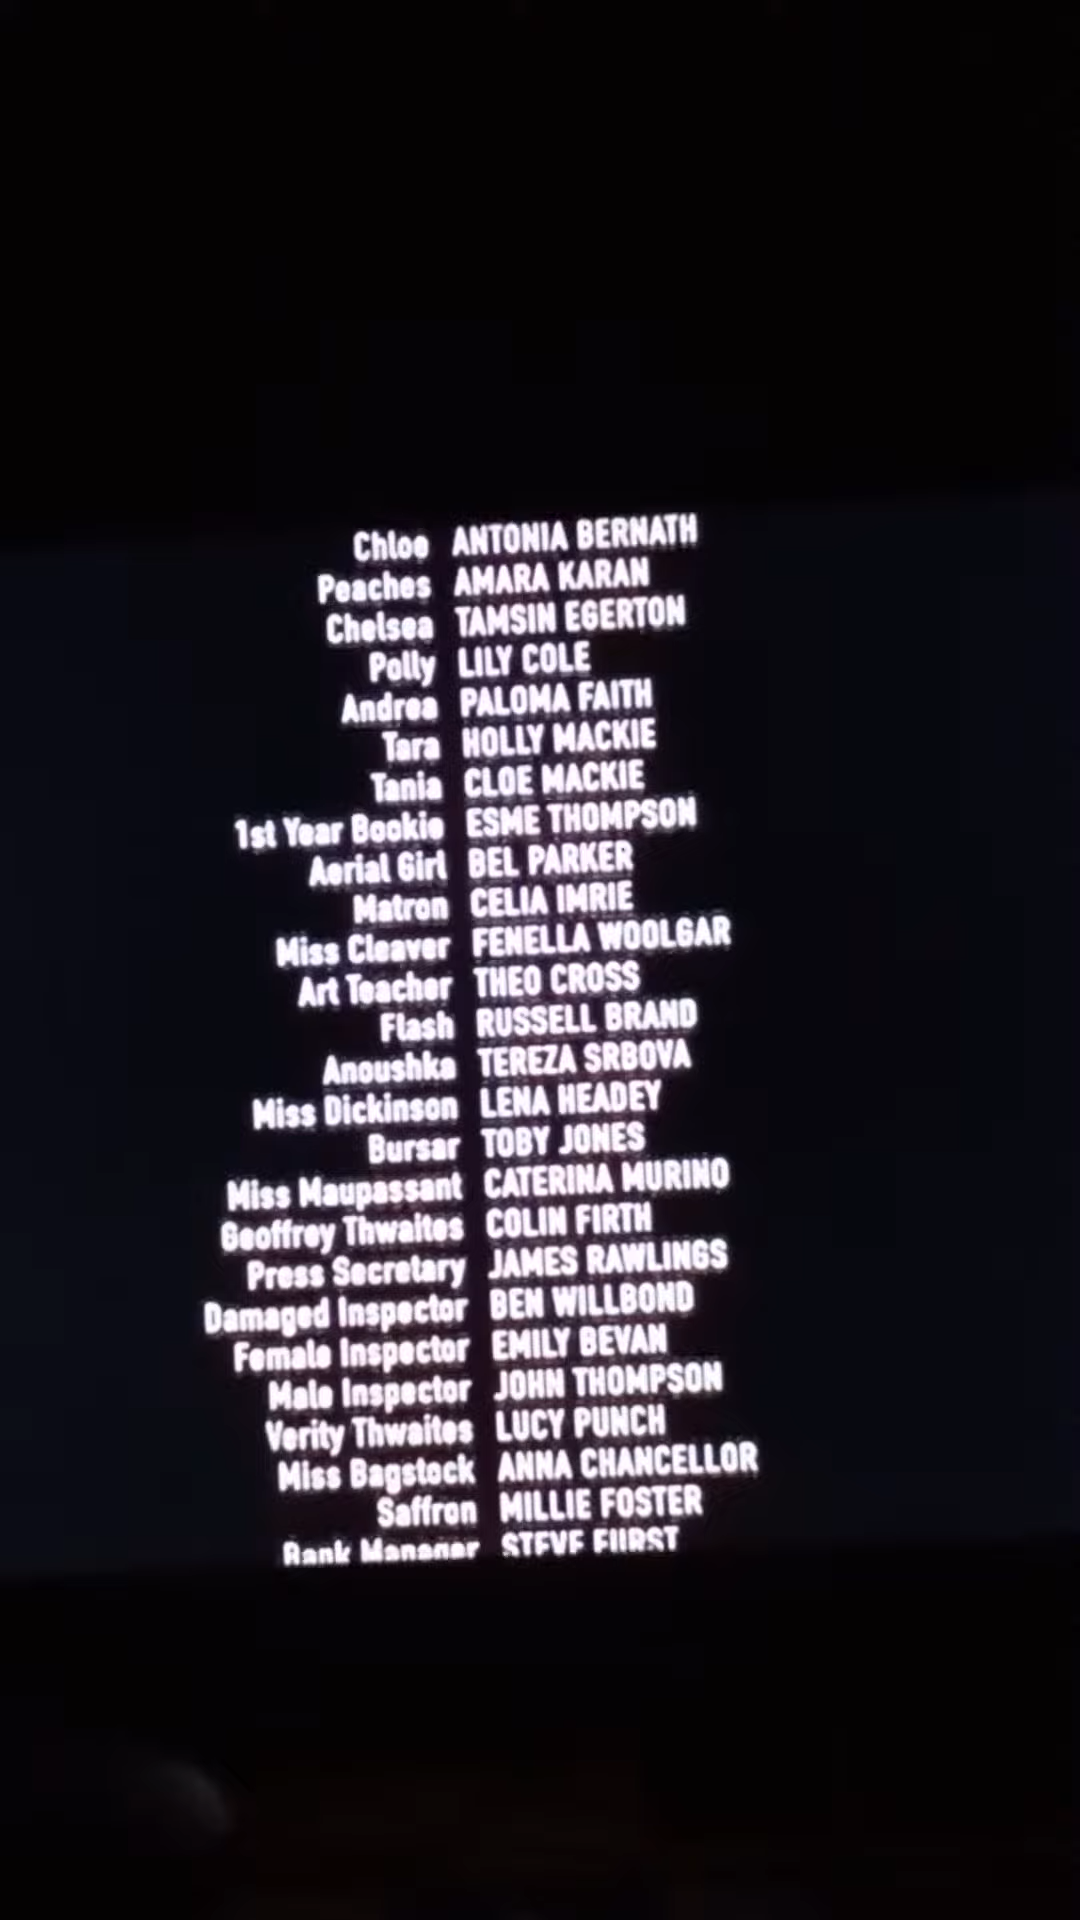 Chloe ANTONIA BERNATH
Peaches AMARA KARAN
Chelsea TAMSIN EGERTON
Polly LILY COLE
Andrea PALOMA FAITH
Tara HOLLY MACKIE
Tania CLOE MACKIE
1st Year Bookie ESME THOMPSON
Aerial Girl BEL PARKER
Matron CELIA IMRIE
Miss Cleaver FENELLA WOOLGAR
Art Teacher THEO CROSS
Flash RUSSELL BRAND
Anoushka TEREZA SRBOVA
Miss Dickinson LENA HEADEY
Bursar TOBY JONES
Miss Maupassant CATERINA MURINO
Geoffrey Thwaites COLIN FIRTH
Press Secretary JAMES RAWLINGS
Damaged Inspector BEN WILLBOND
Female Inspector EMILY BEVAN
Male Inspector JOHN THOMPSON
Verity Thwaites LUCY PUNCH
Miss Bagstock ANNA CHANCELLOR
Saffron MILLIE FOSTER
Bank Manager STEVE FURST